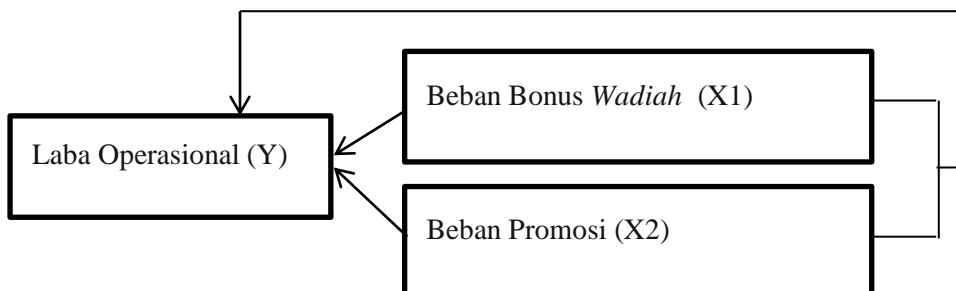 Beban Bonus Wadiah (X1)
Laba Operasional (Y)
Beban Promosi (X2)